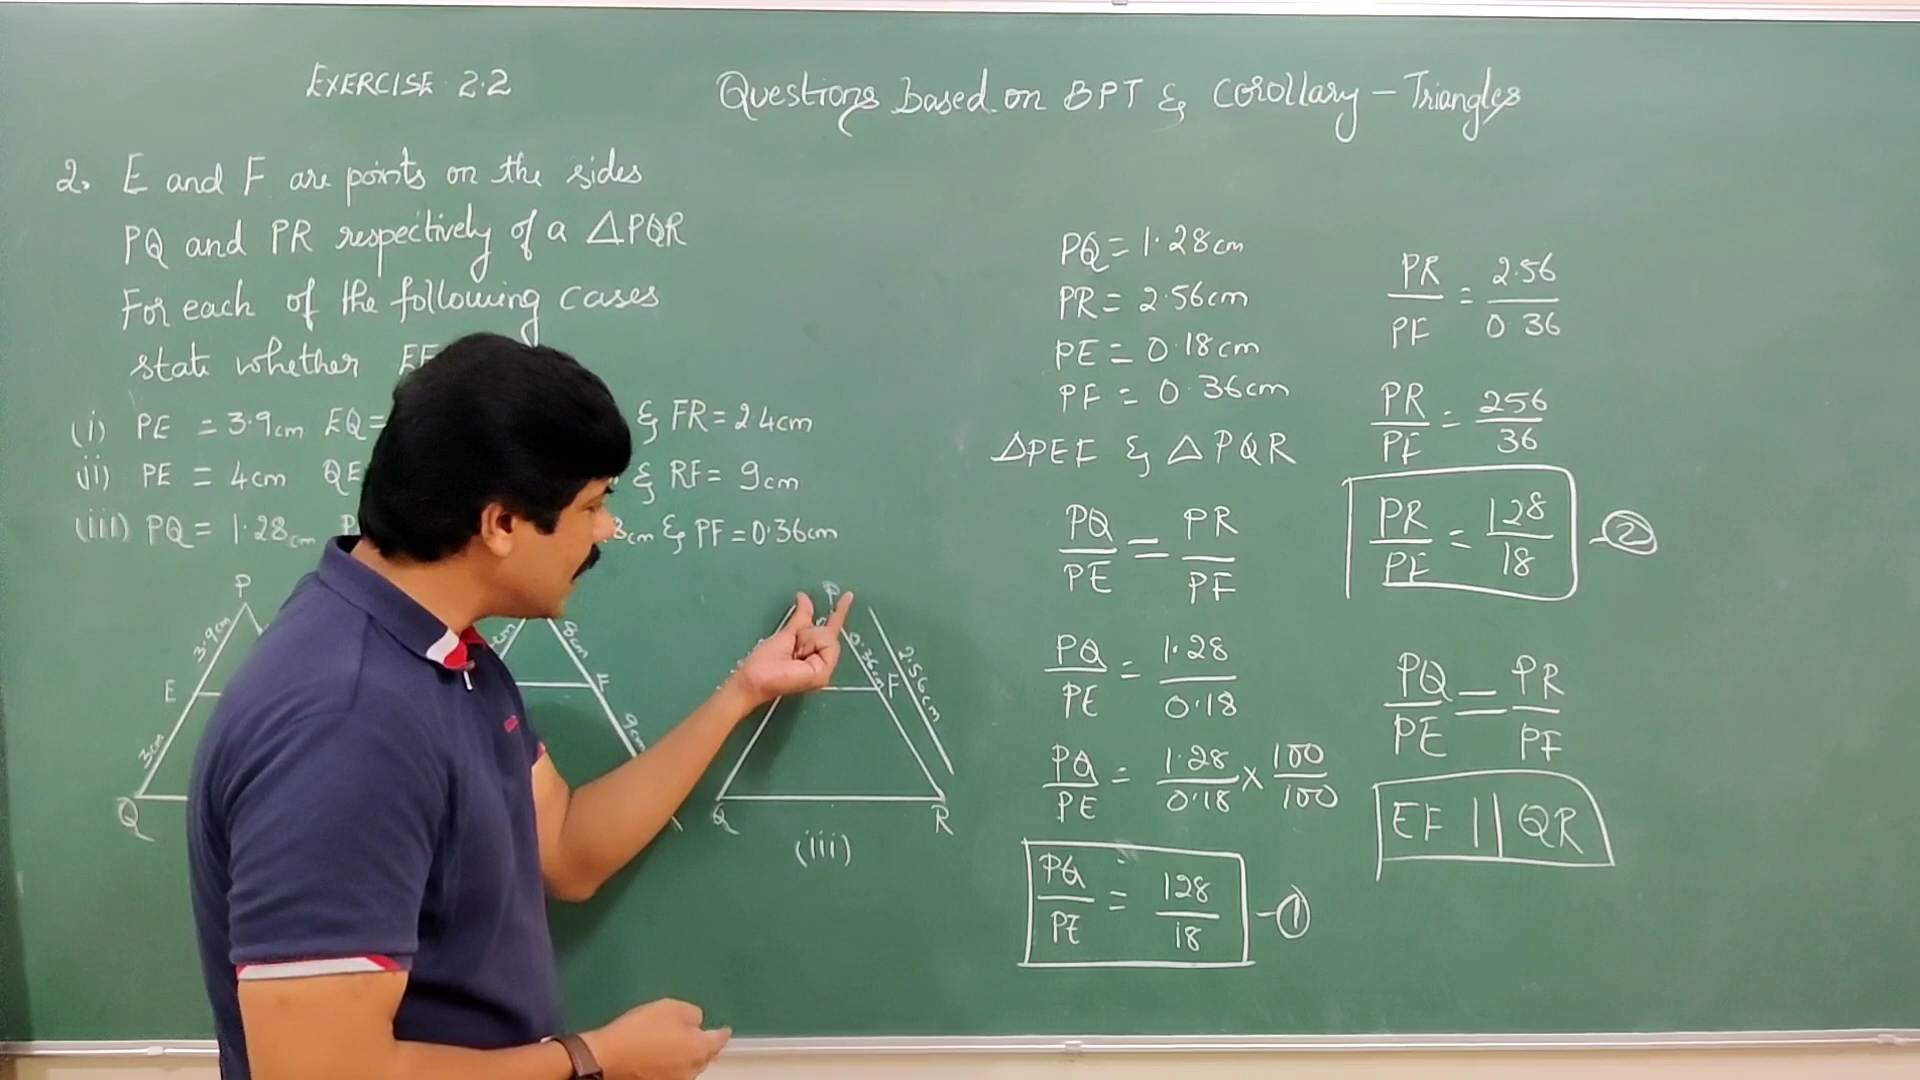 EXERCISE 2.2
Questions based on BPT & corollary - Triangles
2. E and F are points on the sides
PQ and PR respectively of a △PQR
For each of the following cases
state whether
(i) PE = 3.9cm EQ= & FR = 2.4cm
(ii) PE = 4cm QE & RF = 9cm
(iii) PQ = 1.28cm 8cm & PF = 0.36cm
P
3.9cm
E
3cm
Q
cm
8cm
F
9cm
P
0.36cm
F
2.56cm
Q
R
(iii)
PQ = 1.28cm
PR = 2.56cm
PE = 0.18cm
PF = 0.36cm
△PEF & △PQR
PQ/PE = PR/PF
PQ/PE = 1.28/0.18
PQ/PE = 1.28/0.18 × 100/100
PQ/PE = 128/18 - ①
PR/PF = 2.56/0.36
PR/PF = 256/36
PR/PF = 128/18 - ②
PQ/PE = PR/PF
EF || QR